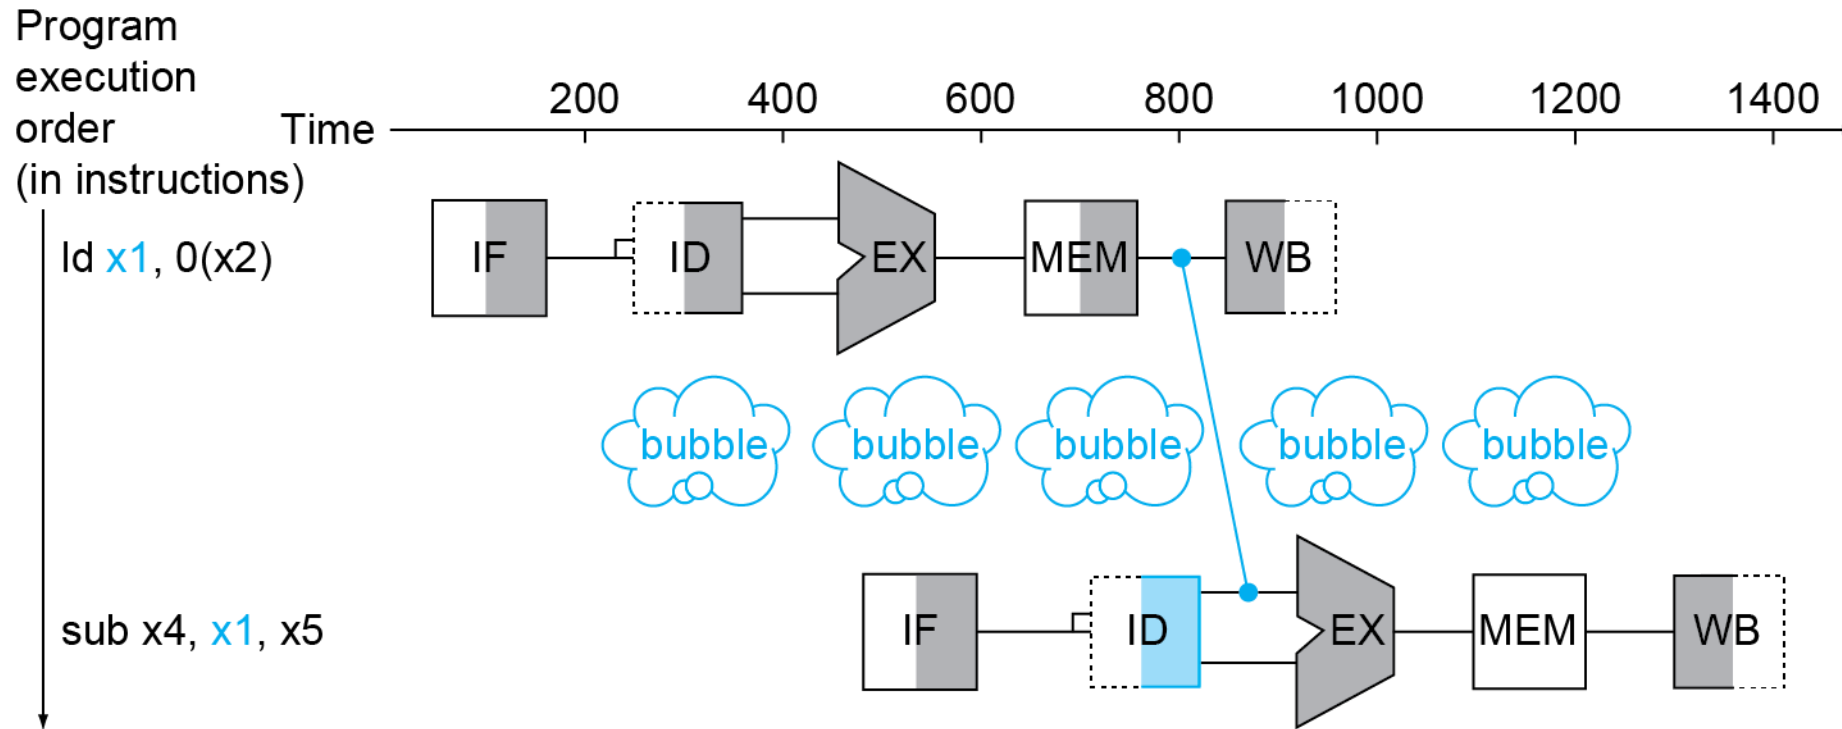 Program
execution
order
(in instructions)
Time
200 400 600 800 1000 1200 1400
ld x1, 0(x2)
IF ID EX MEM WB
bubble bubble bubble bubble bubble
sub x4, x1, x5
IF ID EX MEM WB